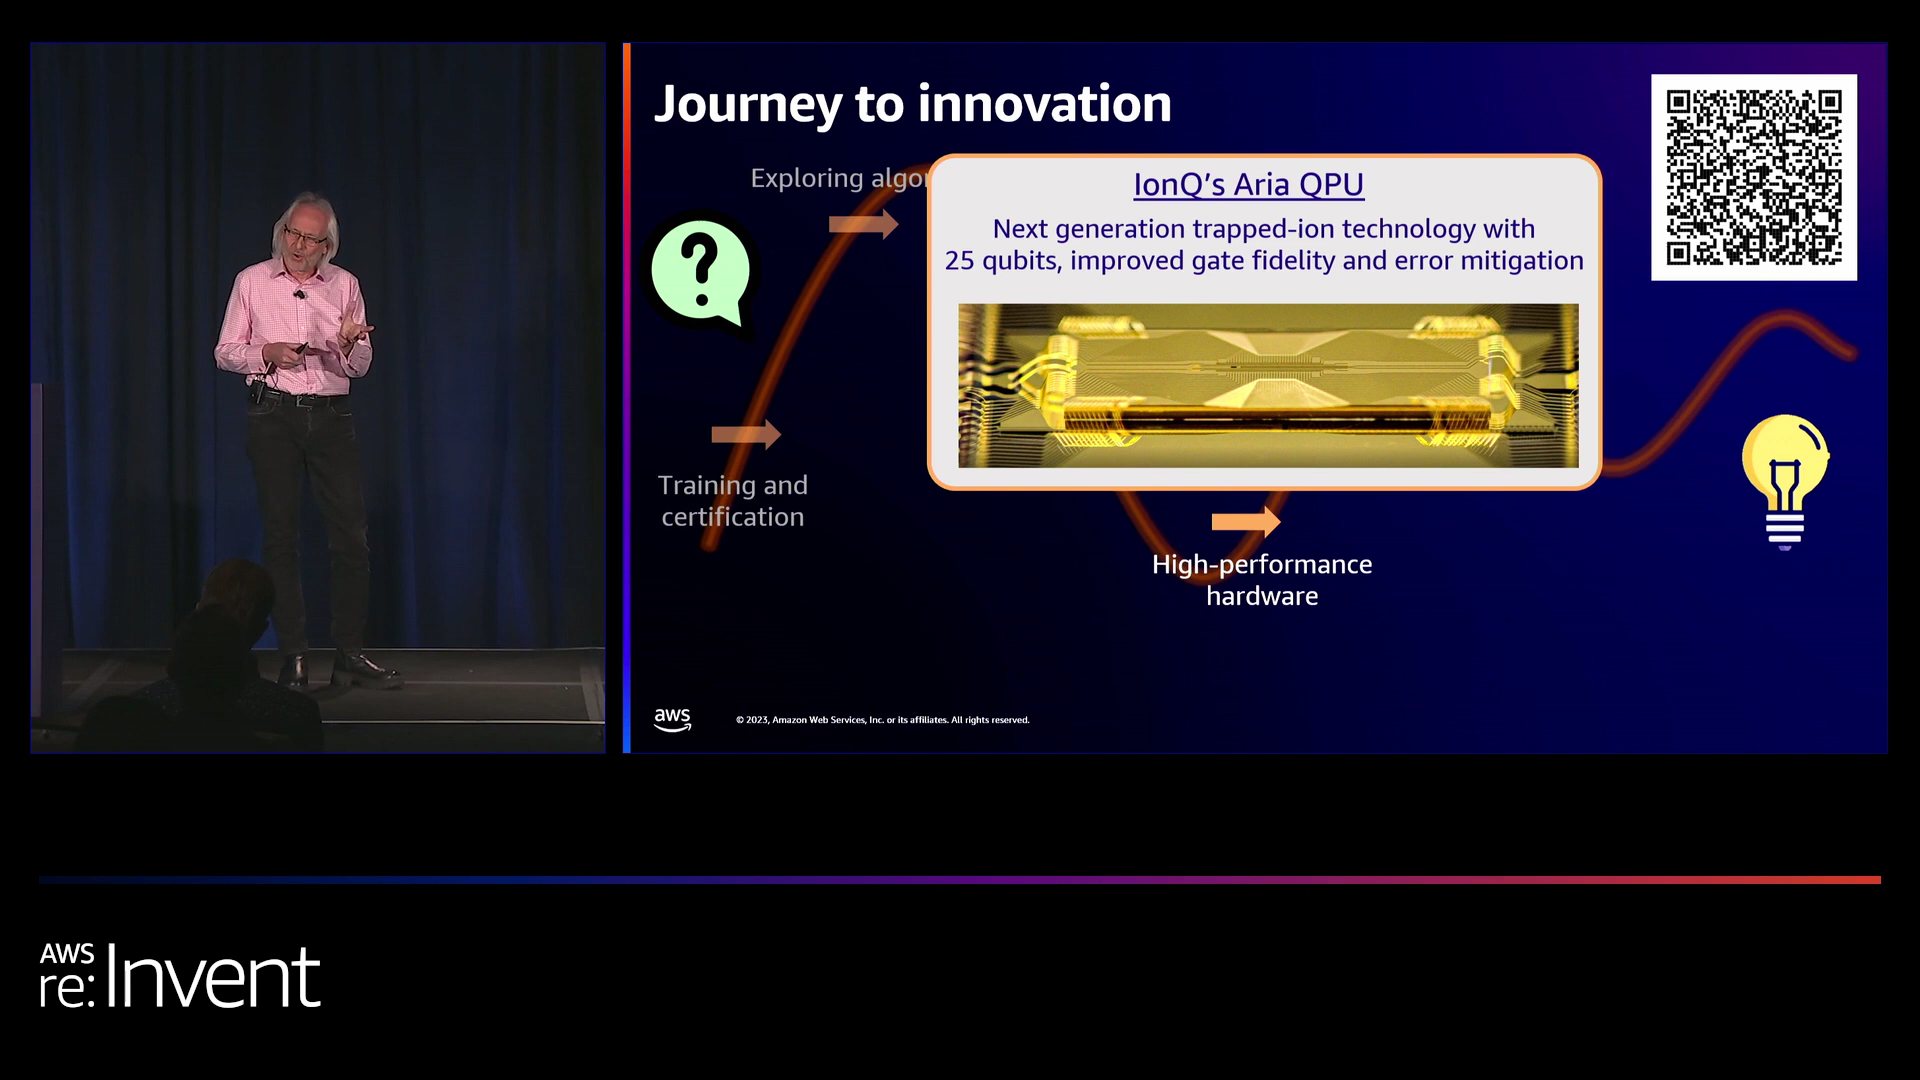 Journey to innovation
Exploring algor
IonQ's Aria QPU
Next generation trapped-ion technology with
25 qubits, improved gate fidelity and error mitigation
?
Training and
certification
High-performance
hardware
aws
© 2023, Amazon Web Services, Inc. or its affiliates. All rights reserved.
AWS
re:Invent